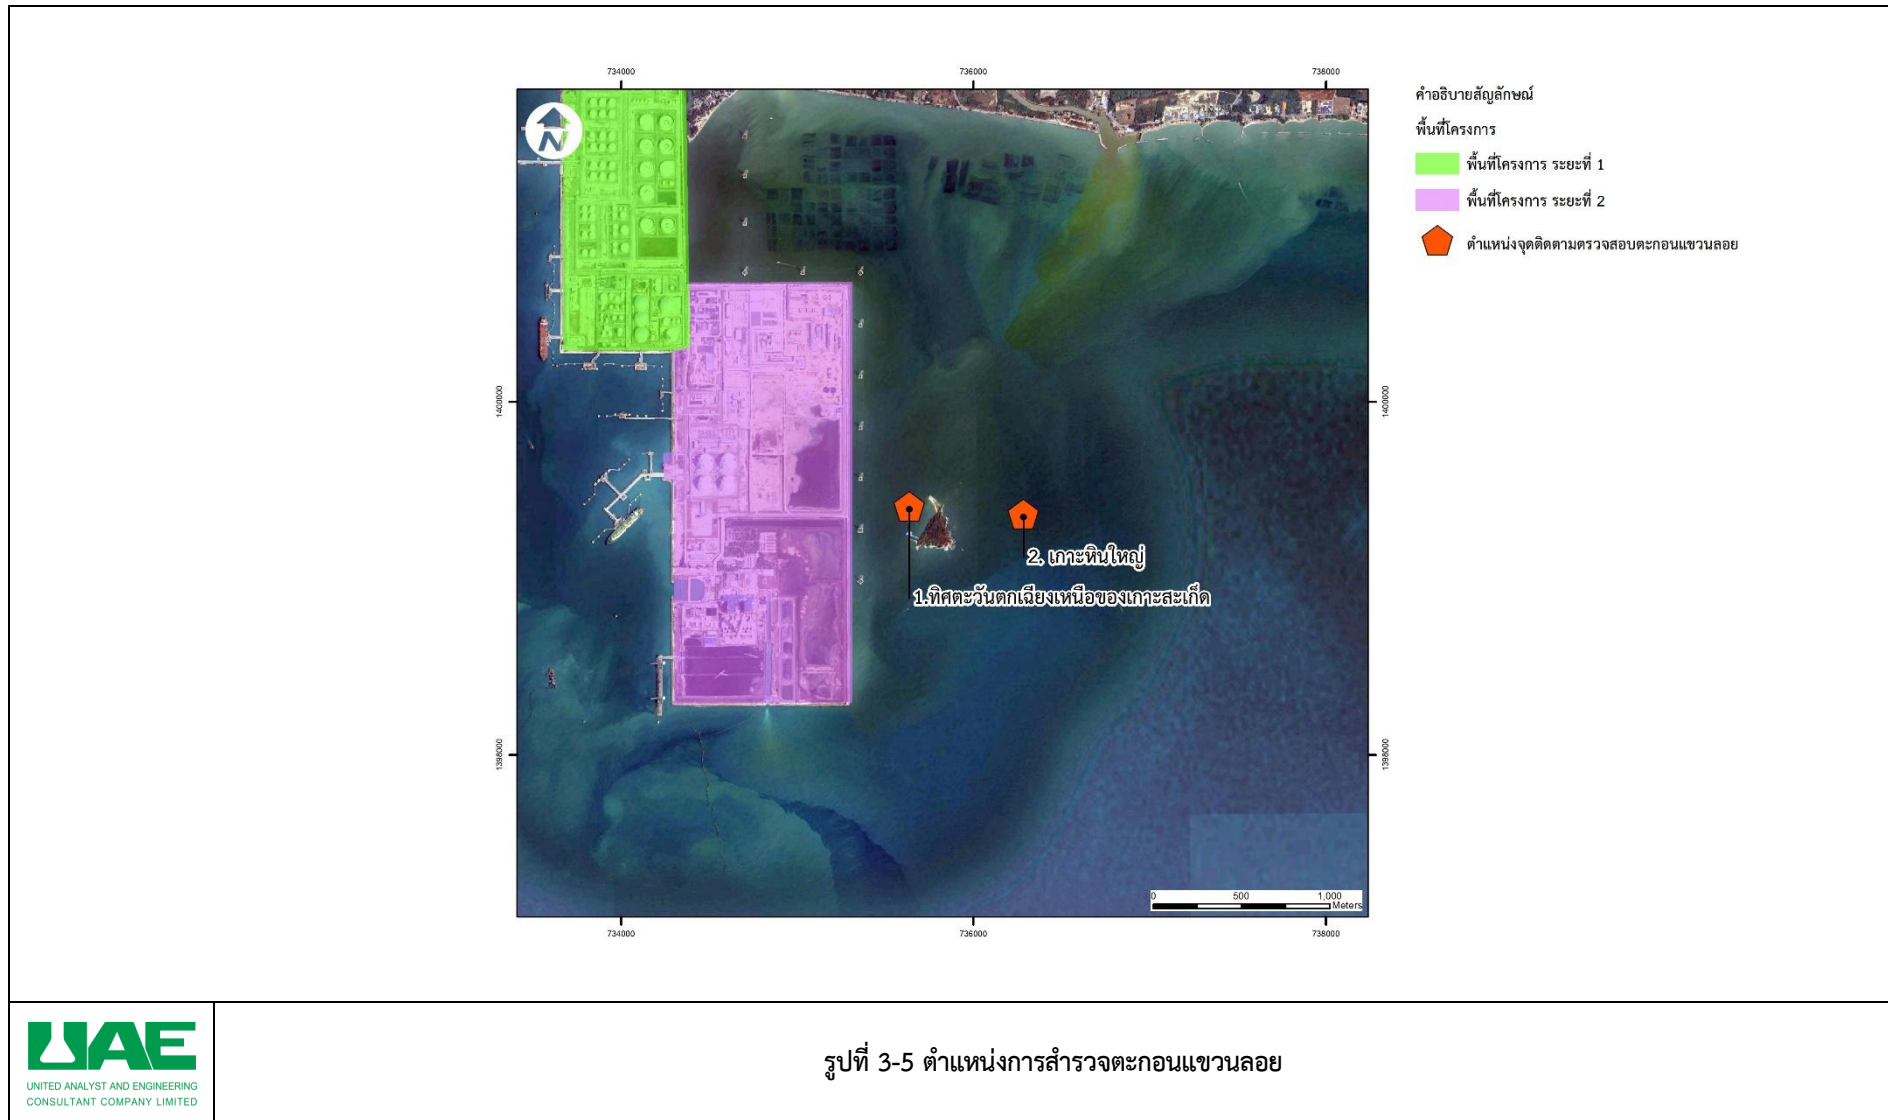 734000
736000
738000
คำอธิบายสัญลักษณ์
พื้นที่โครงการ
พื้นที่โครงการ ระยะที่ 1
พื้นที่โครงการ ระยะที่ 2
ตำแหน่งจุดติดตามตรวจสอบตะกอนแขวนลอย
N
1400000
1400000
2. เกาะหินใหญ่
1.ทิศตะวันตกเฉียงเหนือของเกาะสะเก็ด
1398000
1398000
0 500 1,000
Meters
734000
736000
738000
UAE
UNITED ANALYST AND ENGINEERING
CONSULTANT COMPANY LIMITED
รูปที่ 3-5 ตำแหน่งการสำรวจตะกอนแขวนลอย